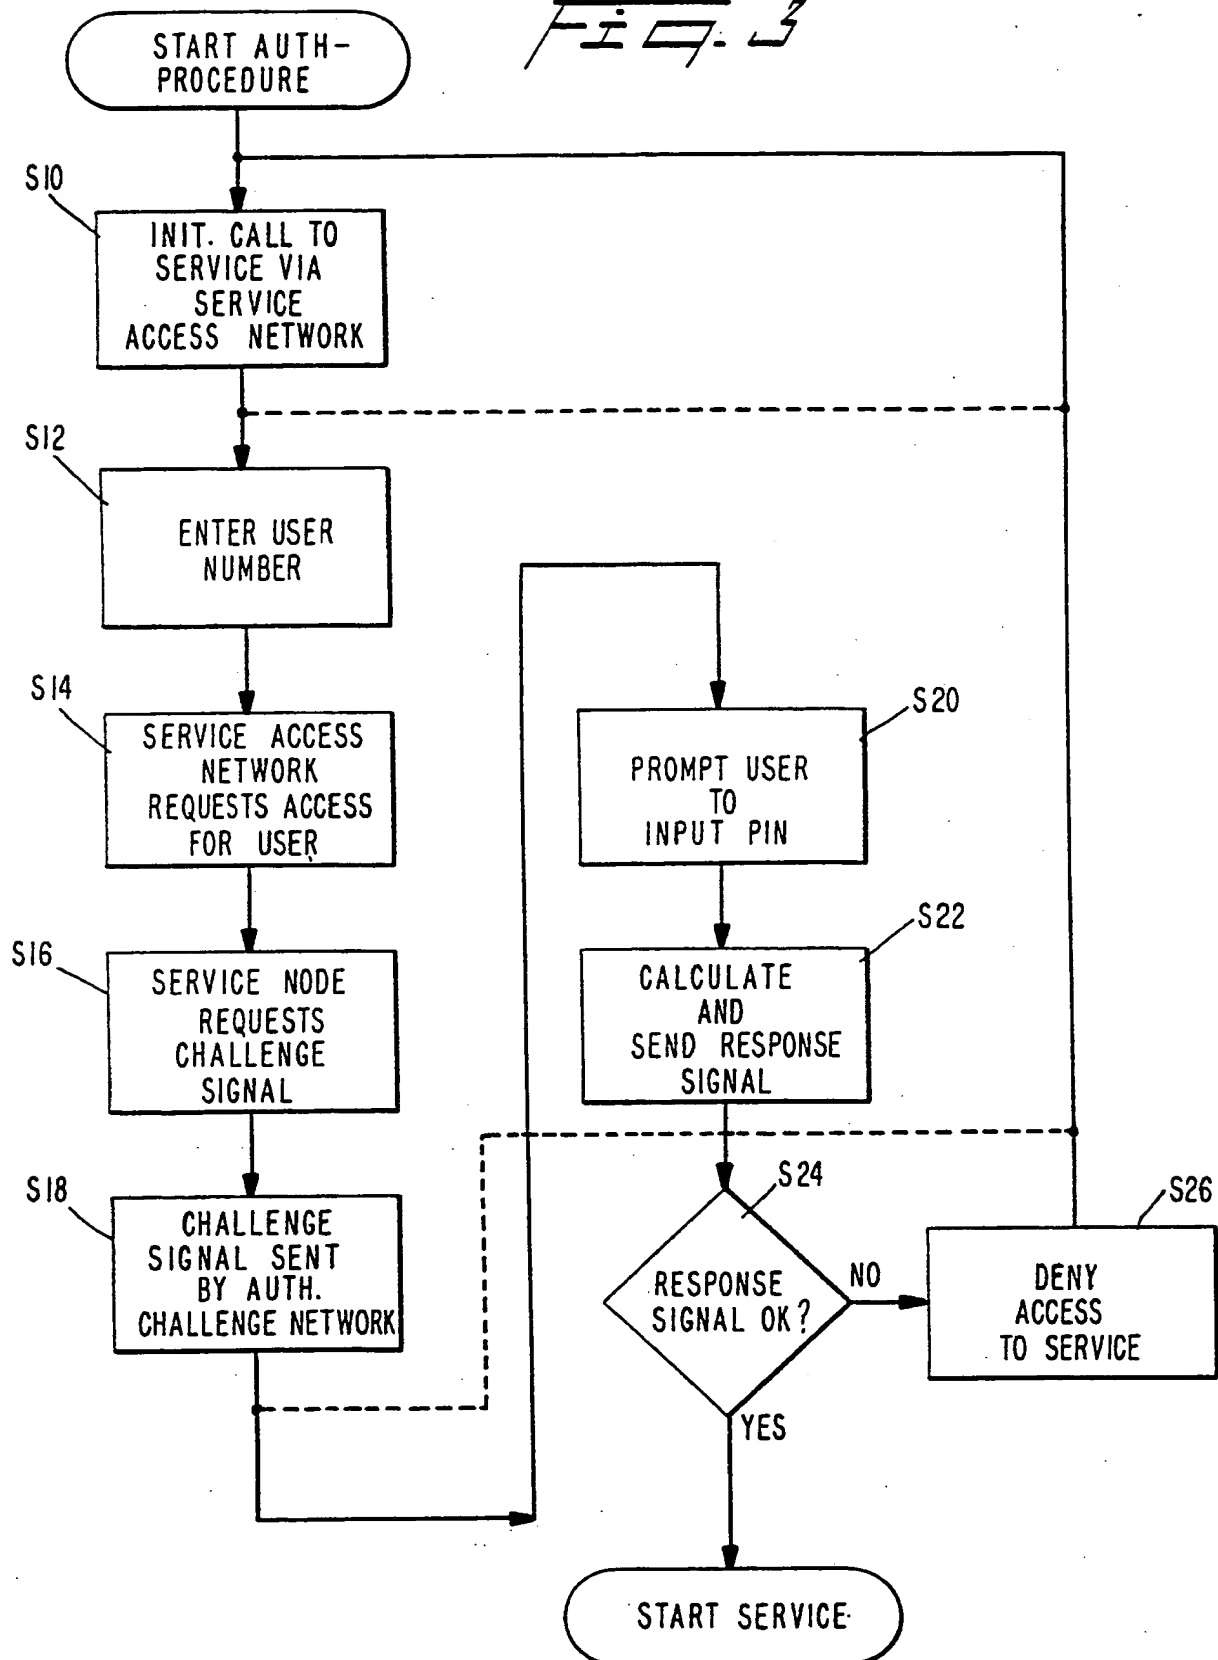 Fig. 3
START AUTH-
PROCEDURE
S10
INIT. CALL TO
SERVICE VIA
SERVICE
ACCESS NETWORK
S12
ENTER USER
NUMBER
S14
SERVICE ACCESS
NETWORK
REQUESTS ACCESS
FOR USER
S16
SERVICE NODE
REQUESTS
CHALLENGE
SIGNAL
S18
CHALLENGE
SIGNAL SENT
BY AUTH.
CHALLENGE NETWORK
S20
PROMPT USER
TO
INPUT PIN
S22
CALCULATE
AND
SEND RESPONSE
SIGNAL
S24
RESPONSE
SIGNAL OK?
NO
YES
S26
DENY
ACCESS
TO SERVICE
START SERVICE